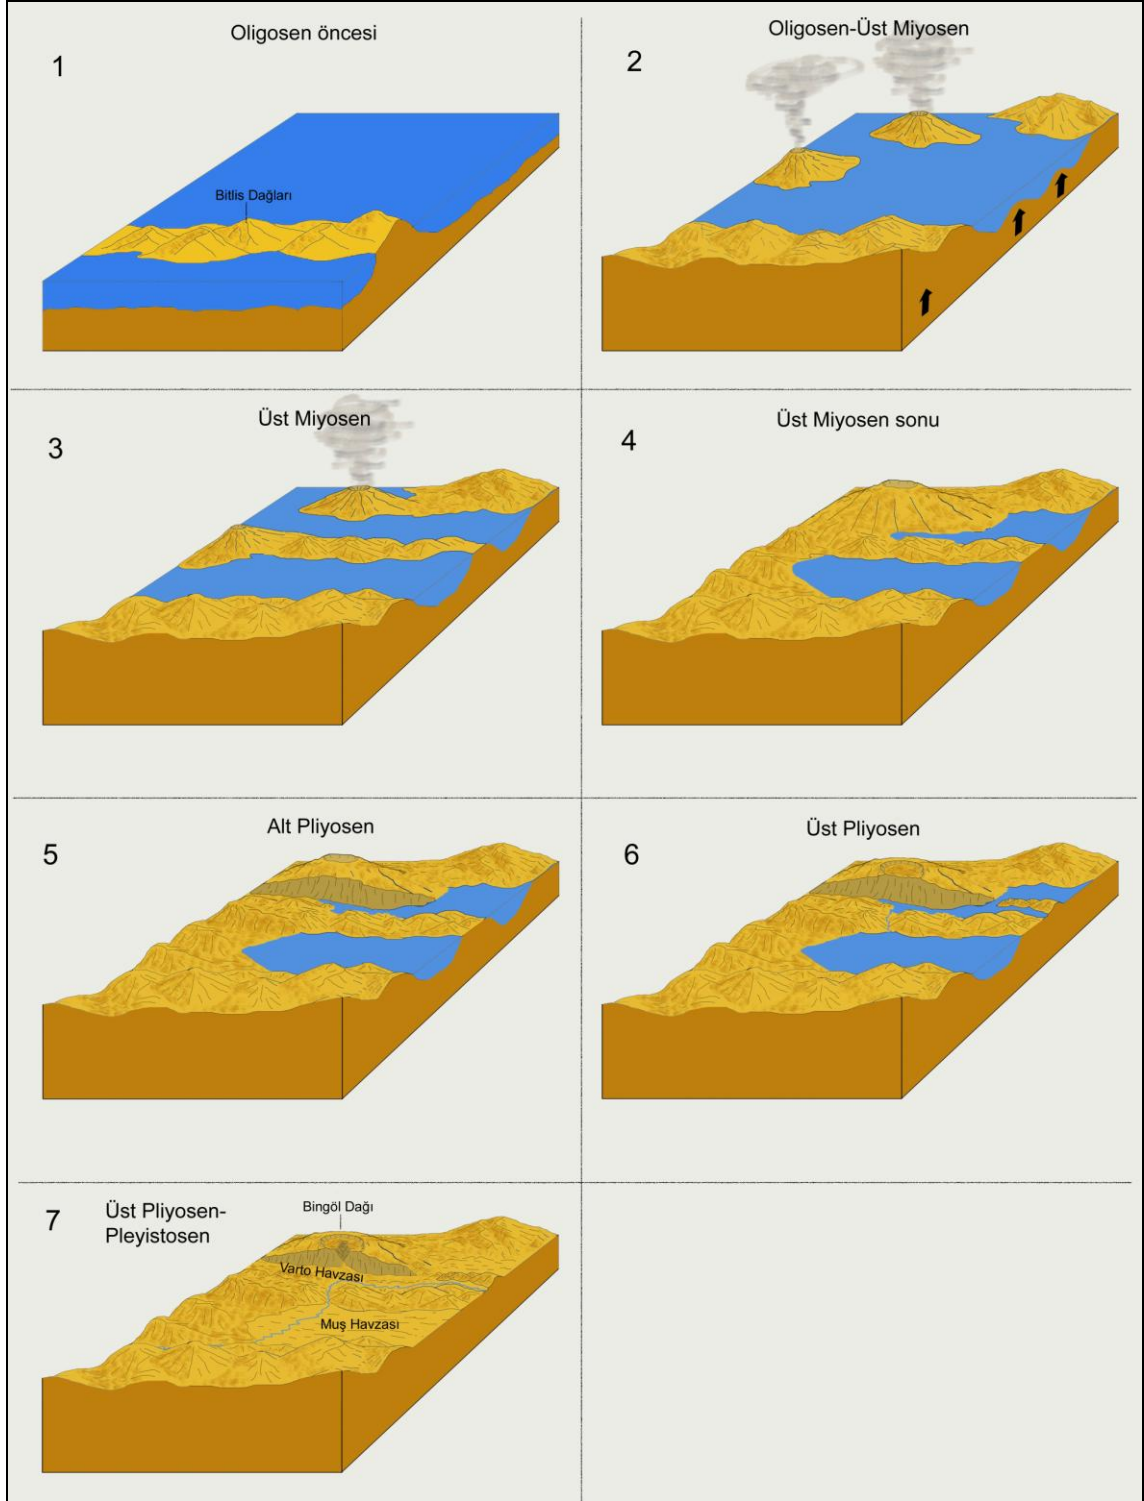 1
Oligosen öncesi
Bitlis Dağları
2
Oligosen-Üst Miyosen
3
Üst Miyosen
4
Üst Miyosen sonu
5
Alt Pliyosen
6
Üst Pliyosen
7
Üst Pliyosen-
Pleyistosen
Bingöl Dağı
Varto Havzası
Muş Havzası